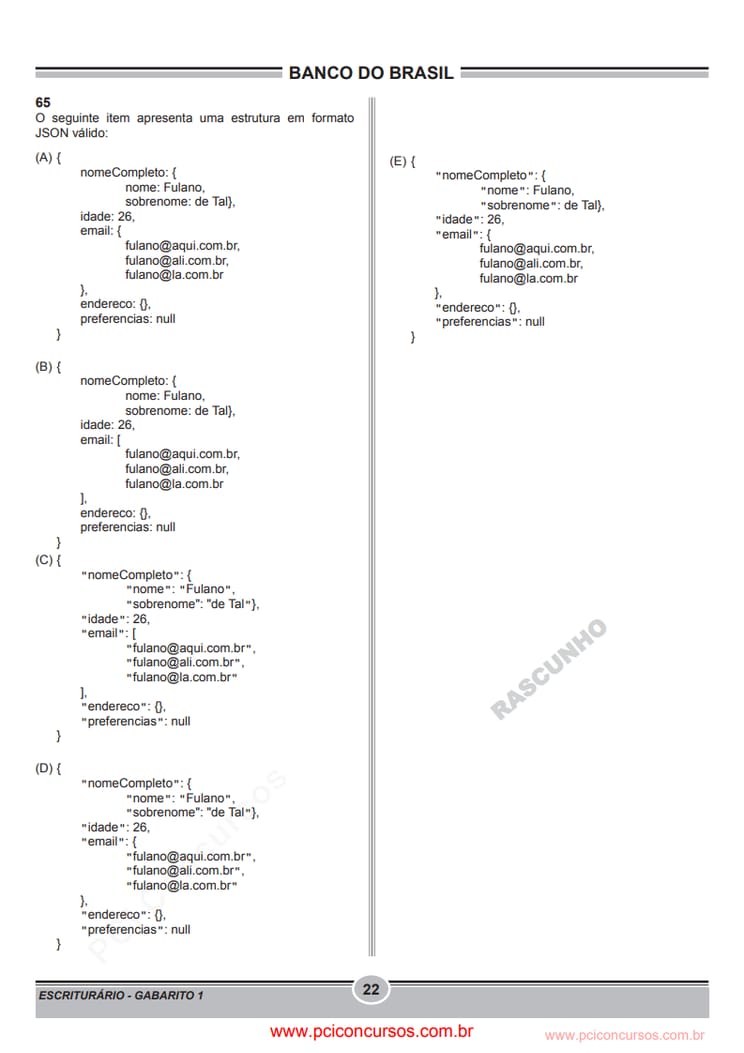 BANCO DO BRASIL
65
O seguinte item apresenta uma estrutura em formato
JSON válido:
(A) {
nomeCompleto: {
nome: Fulano,
sobrenome: de Tal},
idade: 26,
email: {
fulano@aqui.com.br,
fulano@ali.com.br,
fulano@la.com.br
},
endereco: {},
preferencias: null
}
(B) {
nomeCompleto: {
nome: Fulano,
sobrenome: de Tal},
idade: 26,
email: [
fulano@aqui.com.br,
fulano@ali.com.br,
fulano@la.com.br
],
endereco: {},
preferencias: null
}
(C) {
"nomeCompleto": {
"nome": "Fulano",
"sobrenome": "de Tal"},
"idade": 26,
"email": [
"fulano@aqui.com.br",
"fulano@ali.com.br",
"fulano@la.com.br"
],
"endereco": {},
"preferencias": null
}
(D) {
"nomeCompleto": {
"nome": "Fulano",
"sobrenome": "de Tal"},
"idade": 26,
"email": {
"fulano@aqui.com.br",
"fulano@ali.com.br",
"fulano@la.com.br"
},
"endereco": {},
"preferencias": null
}
(E) {
"nomeCompleto": {
"nome": Fulano,
"sobrenome": de Tal},
"idade": 26,
"email": {
fulano@aqui.com.br,
fulano@ali.com.br,
fulano@la.com.br
},
"endereco": {},
"preferencias": null
}
RASCUNHO
pciconcursos
ESCRITURÁRIO - GABARITO 1
22
www.pciconcursos.com.br
www.pciconcursos.com.br